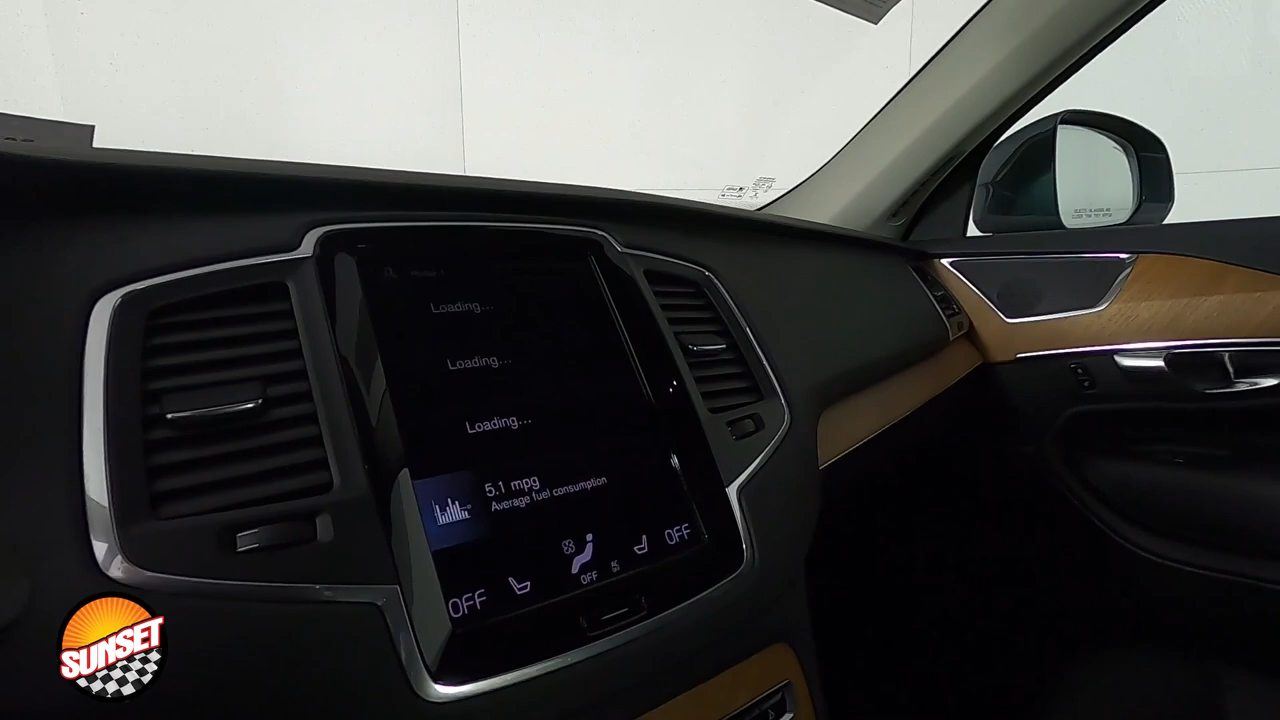 Loading...
Loading...
Loading...
5.1 mpg
Average fuel consumption
OFF
OFF
OFF
SUNSET